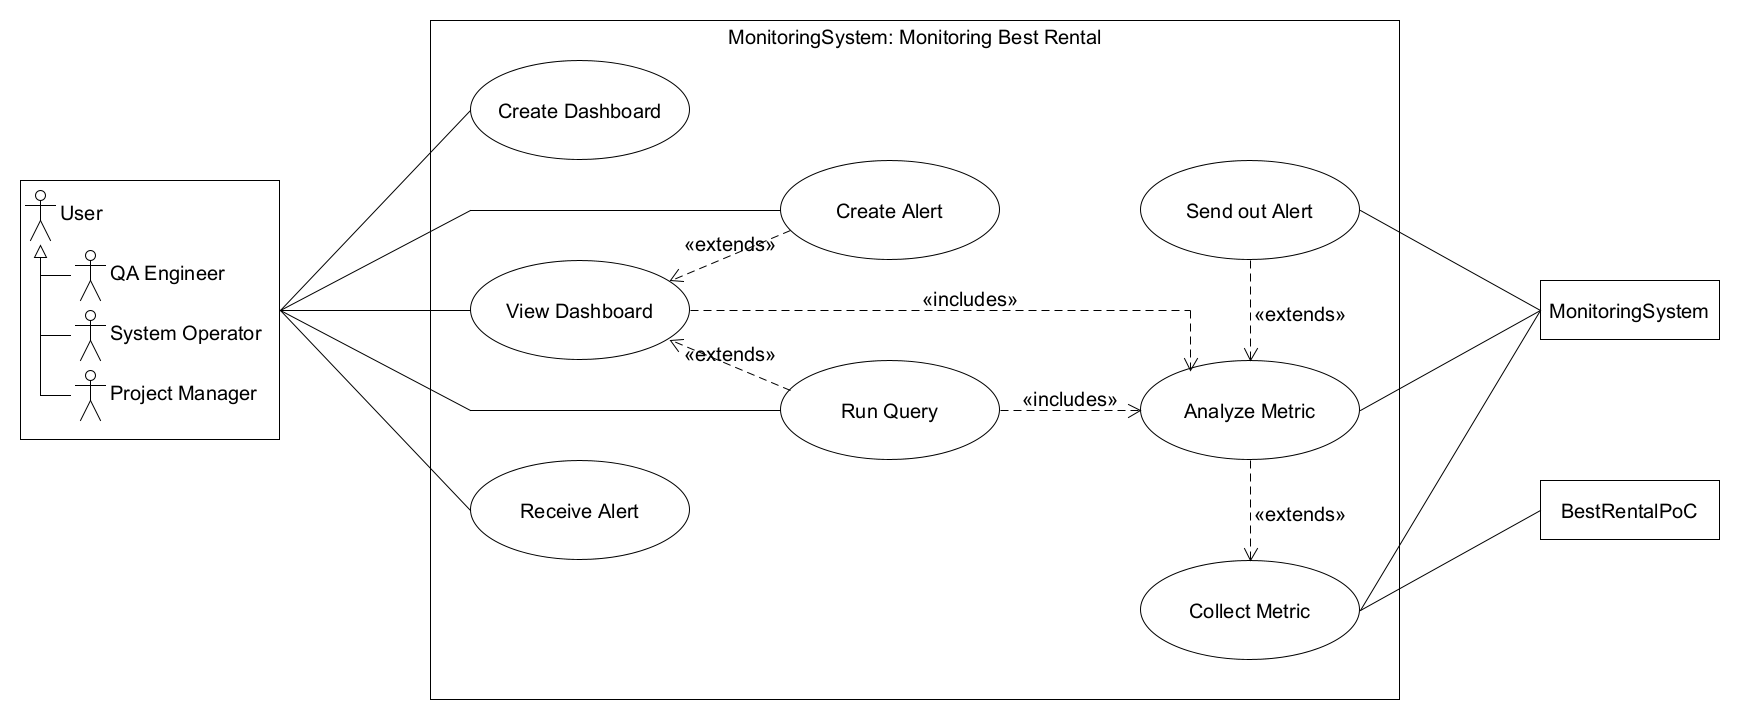 MonitoringSystem: Monitoring Best Rental
Create Dashboard
User
QA Engineer
System Operator
Project Manager
Create Alert
Send out Alert
«extends»
View Dashboard
«includes»
«extends»
MonitoringSystem
«extends»
Run Query
«includes»
Analyze Metric
Receive Alert
«extends»
BestRentalPoC
Collect Metric